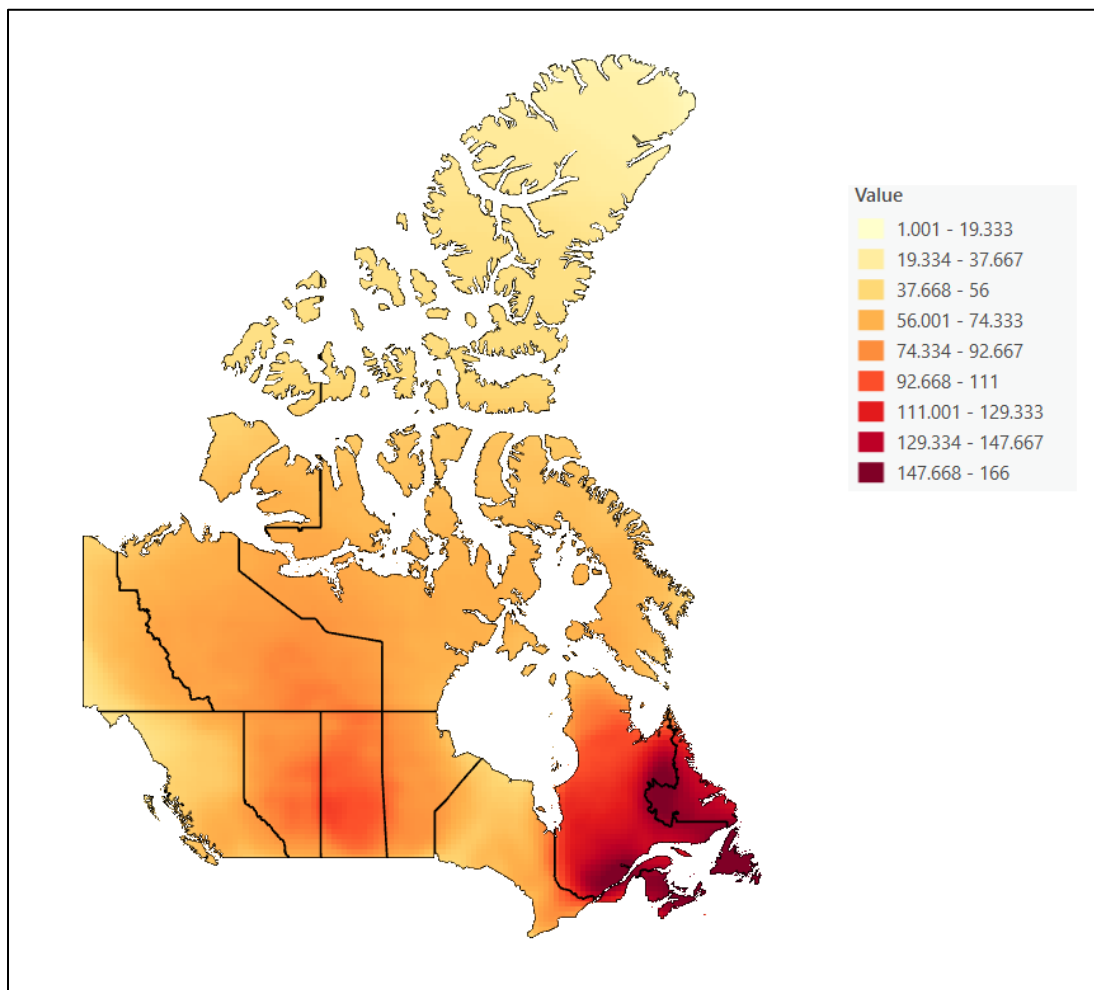 Value
1.001 - 19.333
19.334 - 37.667
37.668 - 56
56.001 - 74.333
74.334 - 92.667
92.668 - 111
111.001 - 129.333
129.334 - 147.667
147.668 - 166